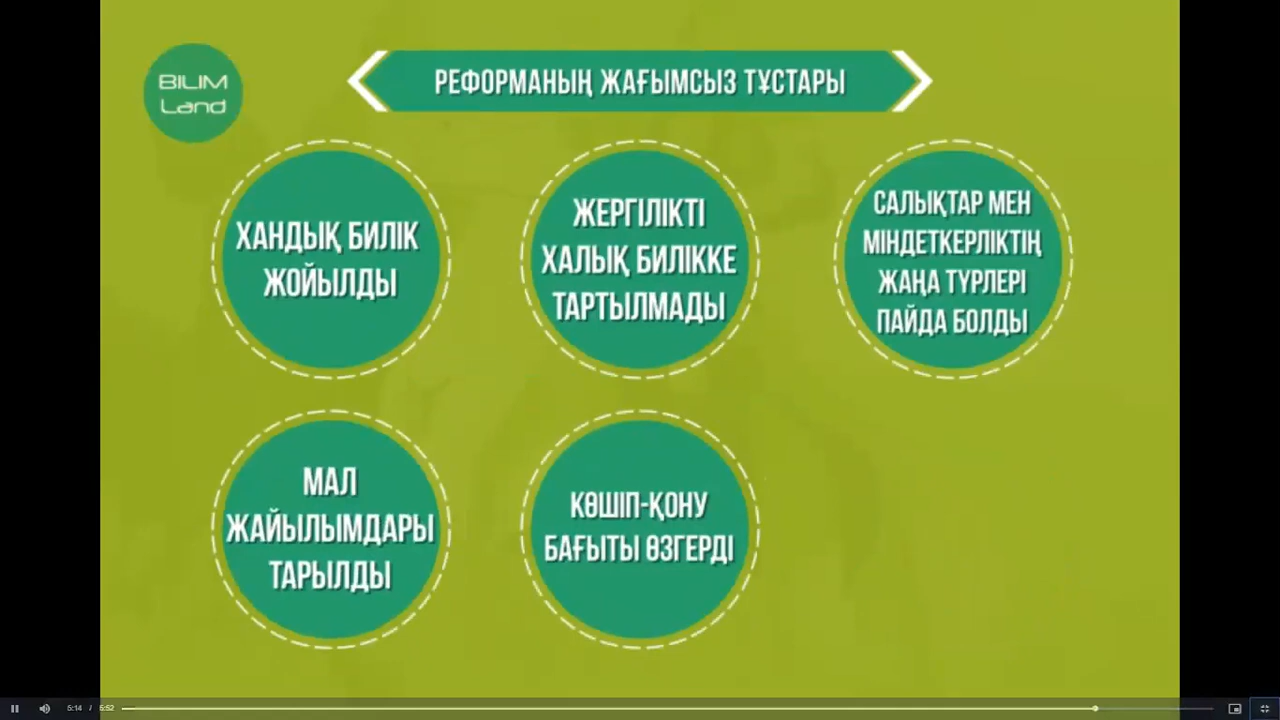 BILIM
Land
РЕФОРМАНЫҢ ЖАҒЫМСЫЗ ТҰСТАРЫ
ХАНДЫҚ БИЛІК
ЖОЙЫЛДЫ
ЖЕРГІЛІКТІ
ХАЛЫҚ БИЛІККЕ
ТАРТЫЛМАДЫ
САЛЫҚТАР МЕН
МІНДЕТКЕРЛІКТІҢ
ЖАҢА ТҮРЛЕРІ
ПАЙДА БОЛДЫ
МАЛ
ЖАЙЫЛЫМДАРЫ
ТАРЫЛДЫ
КӨШІП-ҚОНУ
БАҒЫТЫ ӨЗГЕРДІ
5:14 / 5:52